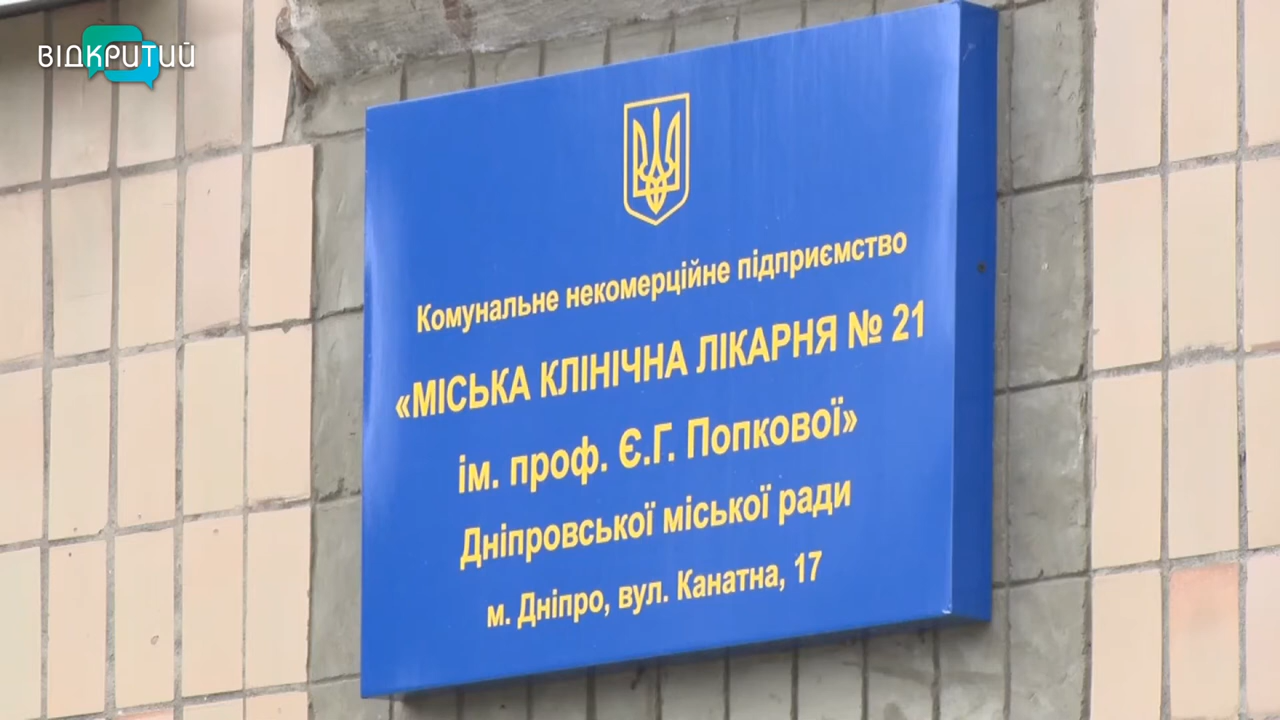 ВІДКРИТИЙ
Комунальне некомерційне підприємство
«МІСЬКА КЛІНІЧНА ЛІКАРНЯ № 21
ім. проф. Є.Г. Попкової»
Дніпровської міської ради
м. Дніпро, вул. Канатна, 17